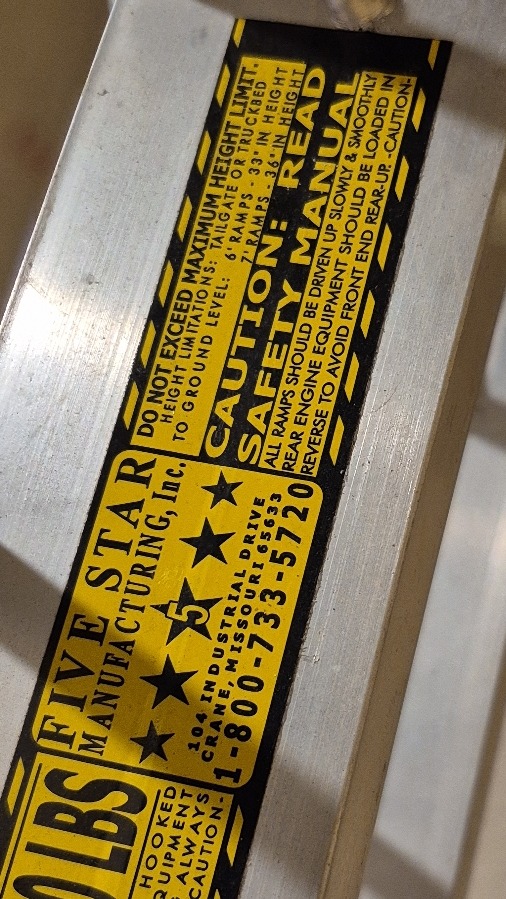 LBS
HOOKED
ALWAYS
-CAUTION-
FIVE STAR
MANUFACTURING, Inc.
5
104 INDUSTRIAL DRIVE
CRANE, MISSOURI 65633
1-800-733-5720
DO NOT EXCEED MAXIMUM HEIGHT LIMIT.
HEIGHT LIMITATIONS: TAILGATE OR TRUCKBED
TO GROUND LEVEL: 6' RAMPS - 33" IN HEIGHT
7' RAMPS - 36" IN HEIGHT
CAUTION: READ
SAFETY MANUAL
ALL RAMPS SHOULD BE DRIVEN UP SLOWLY & SMOOTHLY
REAR ENGINE EQUIPMENT SHOULD BE LOADED IN
REVERSE TO AVOID FRONT END REAR-UP. -CAUTION-